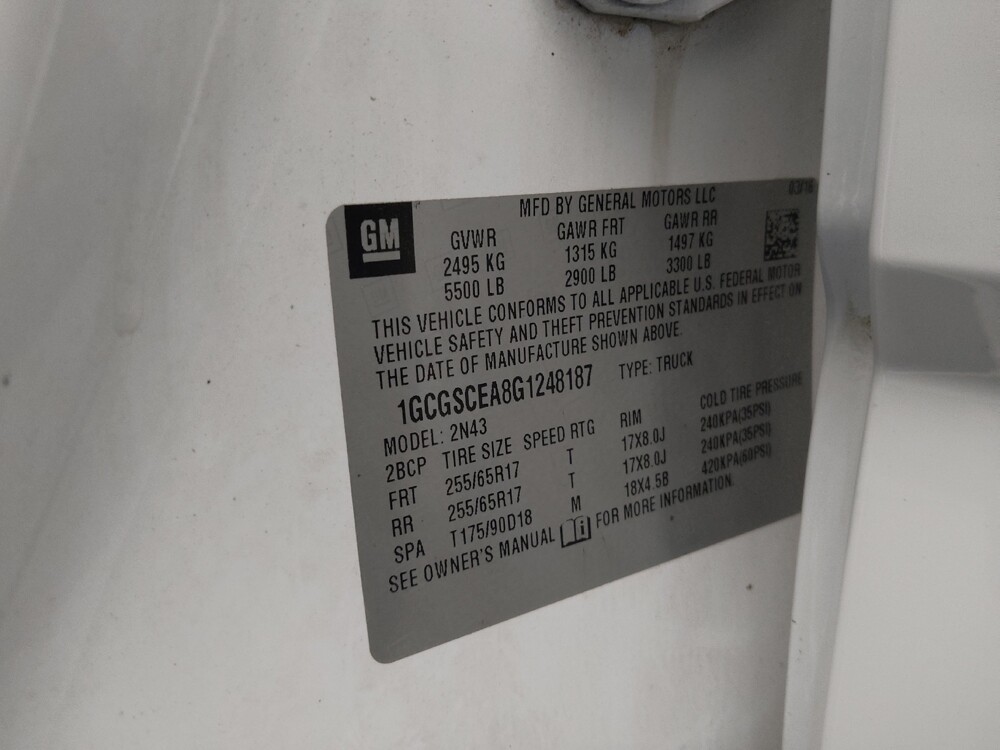 GM
MFD BY GENERAL MOTORS LLC
03/16
GVWR GAWR FRT GAWR RR
2495 KG 1315 KG 1497 KG
5500 LB 2900 LB 3300 LB
THIS VEHICLE CONFORMS TO ALL APPLICABLE U.S. FEDERAL MOTOR
VEHICLE SAFETY AND THEFT PREVENTION STANDARDS IN EFFECT ON
THE DATE OF MANUFACTURE SHOWN ABOVE.
1GCGSCEA8G1248187 TYPE: TRUCK
MODEL: 2N43
2BCP TIRE SIZE SPEED RTG RIM COLD TIRE PRESSURE
FRT 255/65R17 T 17X8.0J 240KPA(35PSI)
RR 255/65R17 T 17X8.0J 240KPA(35PSI)
SPA T175/90D18 M 18X4.5B 420KPA(60PSI)
SEE OWNER'S MANUAL i FOR MORE INFORMATION.